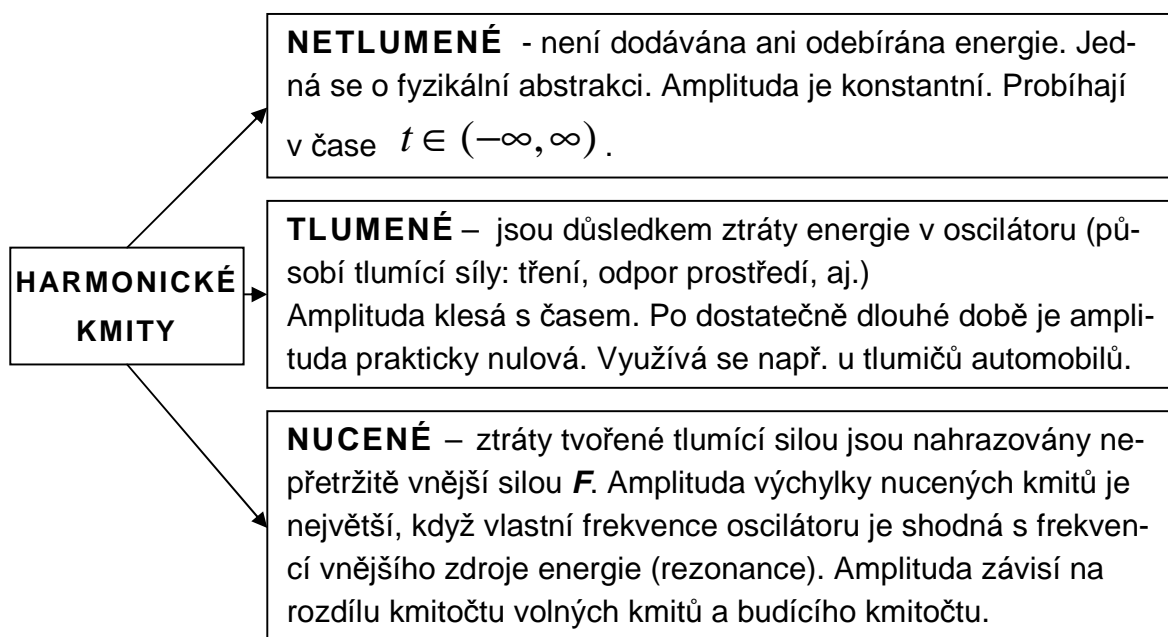 HARMONICKÉ
KMITY
NETLUMENÉ - není dodávána ani odebírána energie. Jed-
ná se o fyzikální abstrakci. Amplituda je konstantní. Probíhají
v čase t ∈ (−∞, ∞) .
TLUMENÉ – jsou důsledkem ztráty energie v oscilátoru (pů-
sobí tlumící síly: tření, odpor prostředí, aj.)
Amplituda klesá s časem. Po dostatečně dlouhé době je ampli-
tuda prakticky nulová. Využívá se např. u tlumičů automobilů.
NUCENÉ – ztráty tvořené tlumící silou jsou nahrazovány ne-
přetržitě vnější silou F. Amplituda výchylky nucených kmitů je
největší, když vlastní frekvence oscilátoru je shodná s frekven-
cí vnějšího zdroje energie (rezonance). Amplituda závisí na
rozdílu kmitočtu volných kmitů a budícího kmitočtu.